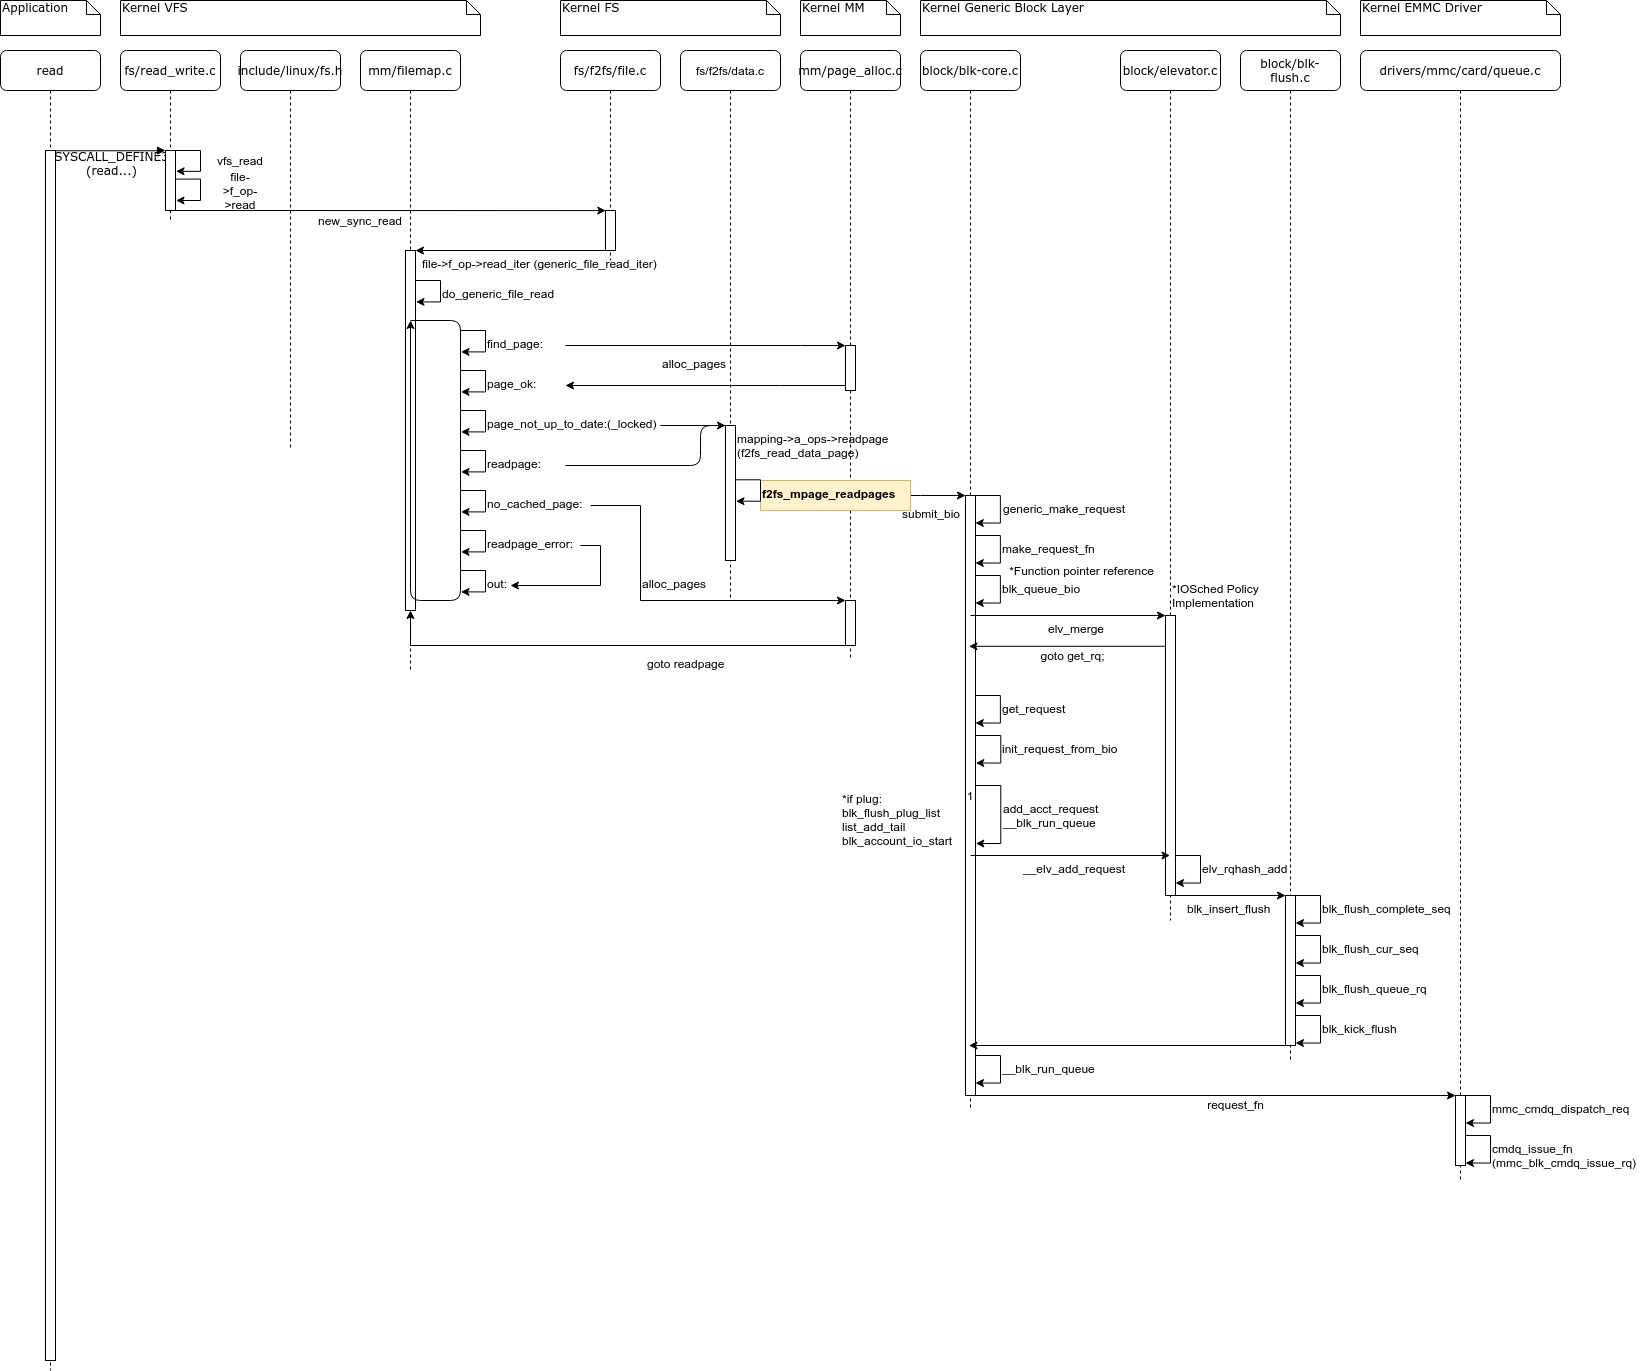 Application
Kernel VFS
Kernel FS
Kernel MM
Kernel Generic Block Layer
Kernel EMMC Driver
read
fs/read_write.c
include/linux/fs.h
mm/filemap.c
fs/f2fs/file.c
fs/f2fs/data.c
mm/page_alloc.c
block/blk-core.c
block/elevator.c
block/blk-
flush.c
drivers/mmc/card/queue.c
SYSCALL_DEFINE3
(read...)
vfs_read
file-
>f_op-
>read
new_sync_read
file->f_op->read_iter (generic_file_read_iter)
do_generic_file_read
find_page:
alloc_pages
page_ok:
page_not_up_to_date:(_locked)
mapping->a_ops->readpage
(f2fs_read_data_page)
readpage:
f2fs_mpage_readpages
submit_bio
generic_make_request
no_cached_page:
readpage_error:
make_request_fn
*Function pointer reference
out:
alloc_pages
blk_queue_bio
*IOSched Policy
Implementation
elv_merge
goto readpage
goto get_rq;
get_request
init_request_from_bio
*if plug:
blk_flush_plug_list
list_add_tail
blk_account_io_start
1
add_acct_request
__blk_run_queue
__elv_add_request
elv_rqhash_add
blk_insert_flush
blk_flush_complete_seq
blk_flush_cur_seq
blk_flush_queue_rq
blk_kick_flush
__blk_run_queue
request_fn
mmc_cmdq_dispatch_req
cmdq_issue_fn
(mmc_blk_cmdq_issue_rq)